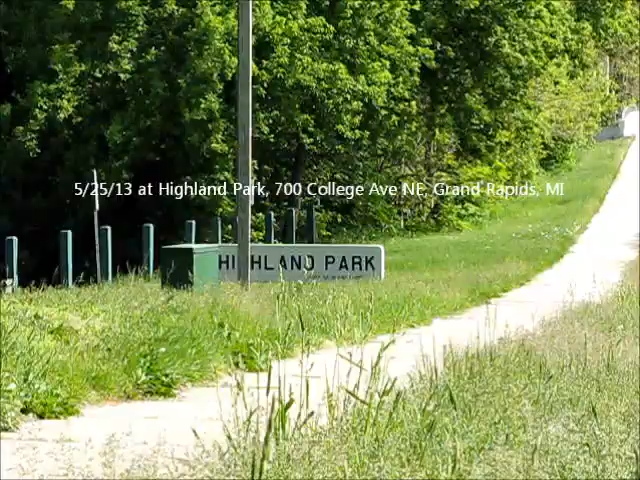 5/25/13 at Highland Park, 700 College Ave NE, Grand Rapids, MI
HIGHLAND PARK